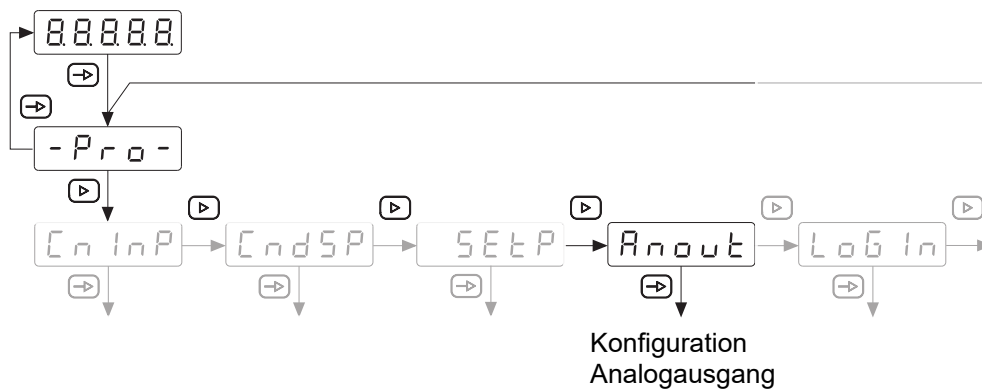 8.8.8.8.8.
-Pro-
CnInP CndSP SEtP Anout LoGIn
Konfiguration
Analogausgang